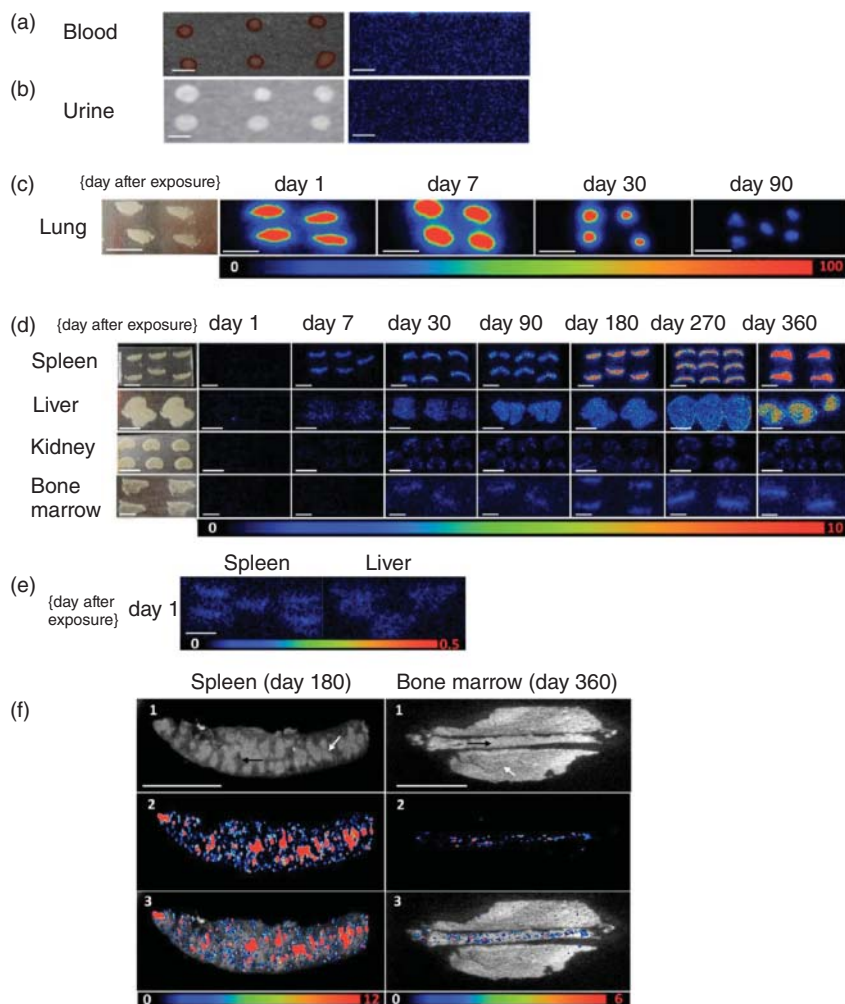 (a) Blood
(b) Urine
(c) {day after exposure} day 1 day 7 day 30 day 90
Lung
0 100
(d) {day after exposure} day 1 day 7 day 30 day 90 day 180 day 270 day 360
Spleen
Liver
Kidney
Bone
marrow
0 10
Spleen Liver
(e) {day after
exposure} day 1
0 0.5
Spleen (day 180) Bone marrow (day 360)
(f)
1 1
2 2
3 3
0 12 0 6